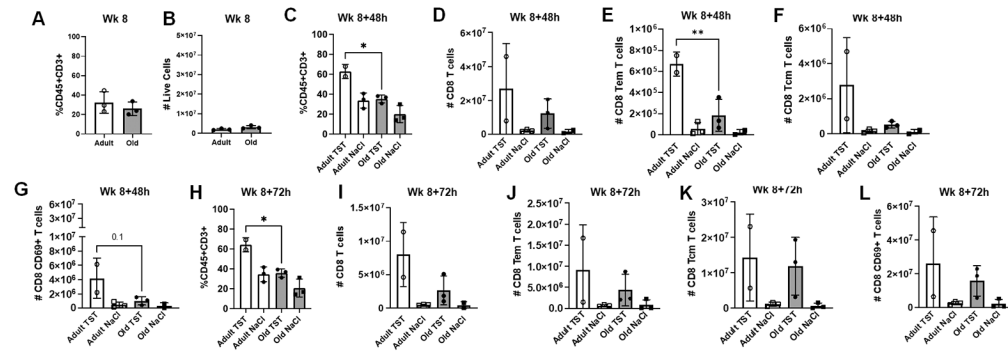 A
Wk 8
%CD45+CD3+
100
80
60
40
20
0
Adult
Old
B
Wk 8
# Live Cells
5×10⁷
4×10⁷
3×10⁷
2×10⁷
1×10⁷
0
Adult
Old
C
Wk 8+48h
%CD45+CD3+
100
80
60
40
20
0
*
Adult TST
Adult NaCl
Old TST
Old NaCl
D
Wk 8+48h
# CD8 T cells
6×10⁷
4×10⁷
2×10⁷
0
Adult TST
Adult NaCl
Old TST
Old NaCl
E
Wk 8+48h
# CD8 Tem T cells
1×10⁶
8×10⁵
6×10⁵
4×10⁵
2×10⁵
0
**
Adult TST
Adult NaCl
Old TST
Old NaCl
F
Wk 8+48h
# CD8 Tcm T cells
6×10⁶
4×10⁶
2×10⁶
0
Adult TST
Adult NaCl
Old TST
Old NaCl
G
Wk 8+48h
# CD8 CD69+ T cells
3×10⁷
2×10⁷
1×10⁷
8×10⁶
6×10⁶
4×10⁶
2×10⁶
0
0.1
Adult TST
Adult NaCl
Old TST
Old NaCl
H
Wk 8+72h
%CD45+CD3+
100
80
60
40
20
0
*
Adult TST
Adult NaCl
Old TST
Old NaCl
I
Wk 8+72h
# CD8 T cells
1.5×10⁷
1×10⁷
5×10⁶
0
Adult TST
Adult NaCl
Old TST
Old NaCl
J
Wk 8+72h
# CD8 Tem T cells
2.5×10⁷
2.0×10⁷
1.5×10⁷
1.0×10⁷
5.0×10⁶
0
Adult TST
Adult NaCl
Old TST
Old NaCl
K
Wk 8+72h
# CD8 Tcm T cells
3×10⁷
2×10⁷
1×10⁷
0
Adult TST
Adult NaCl
Old TST
Old NaCl
L
Wk 8+72h
# CD8 CD69+ T cells
8×10⁷
6×10⁷
4×10⁷
2×10⁷
0
Adult TST
Adult NaCl
Old TST
Old NaCl